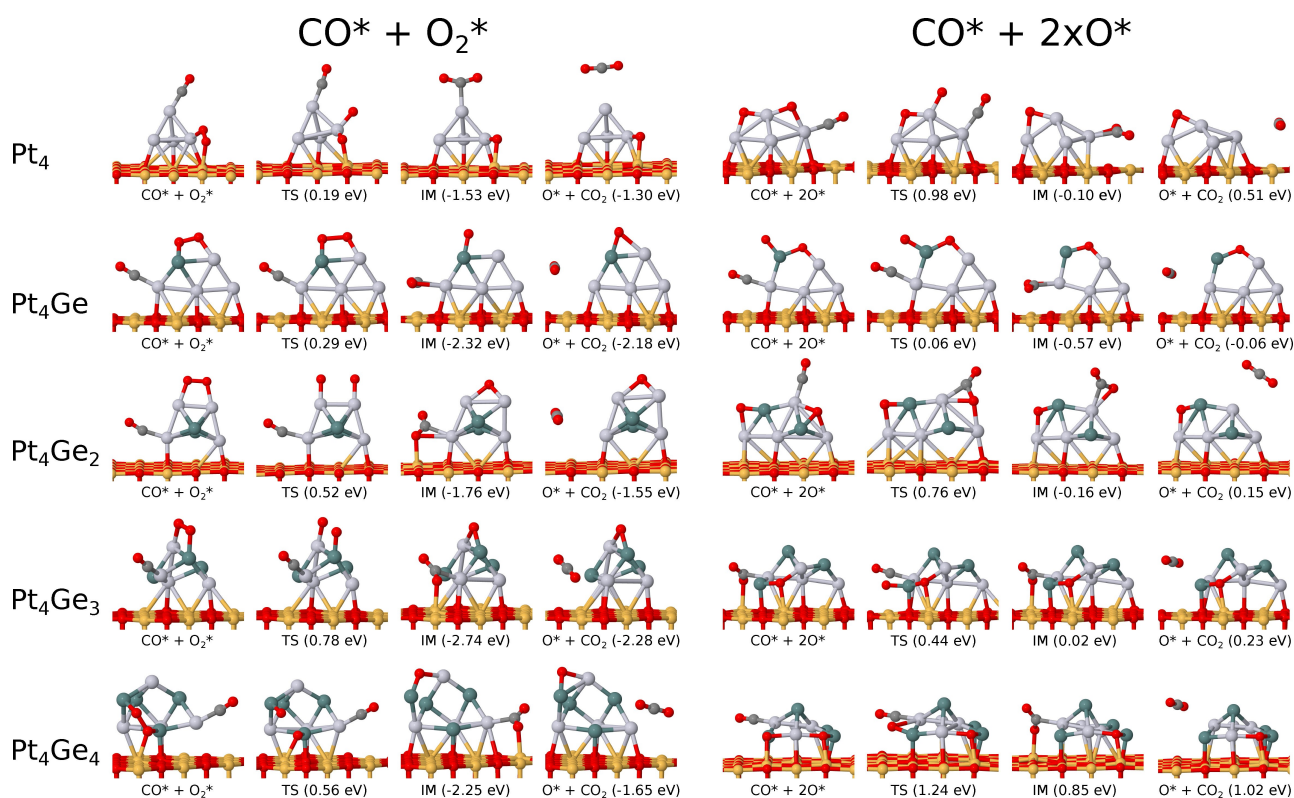 CO* + O₂* CO* + 2xO*
Pt₄
CO* + O₂* TS (0.19 eV) IM (-1.53 eV) O* + CO₂ (-1.30 eV) CO* + 2O* TS (0.98 eV) IM (-0.10 eV) O* + CO₂ (0.51 eV)
Pt₄Ge
CO* + O₂* TS (0.29 eV) IM (-2.32 eV) O* + CO₂ (-2.18 eV) CO* + 2O* TS (0.06 eV) IM (-0.57 eV) O* + CO₂ (-0.06 eV)
Pt₄Ge₂
CO* + O₂* TS (0.52 eV) IM (-1.76 eV) O* + CO₂ (-1.55 eV) CO* + 2O* TS (0.76 eV) IM (-0.16 eV) O* + CO₂ (0.15 eV)
Pt₄Ge₃
CO* + O₂* TS (0.78 eV) IM (-2.74 eV) O* + CO₂ (-2.28 eV) CO* + 2O* TS (0.44 eV) IM (0.02 eV) O* + CO₂ (0.23 eV)
Pt₄Ge₄
CO* + O₂* TS (0.56 eV) IM (-2.25 eV) O* + CO₂ (-1.65 eV) CO* + 2O* TS (1.24 eV) IM (0.85 eV) O* + CO₂ (1.02 eV)